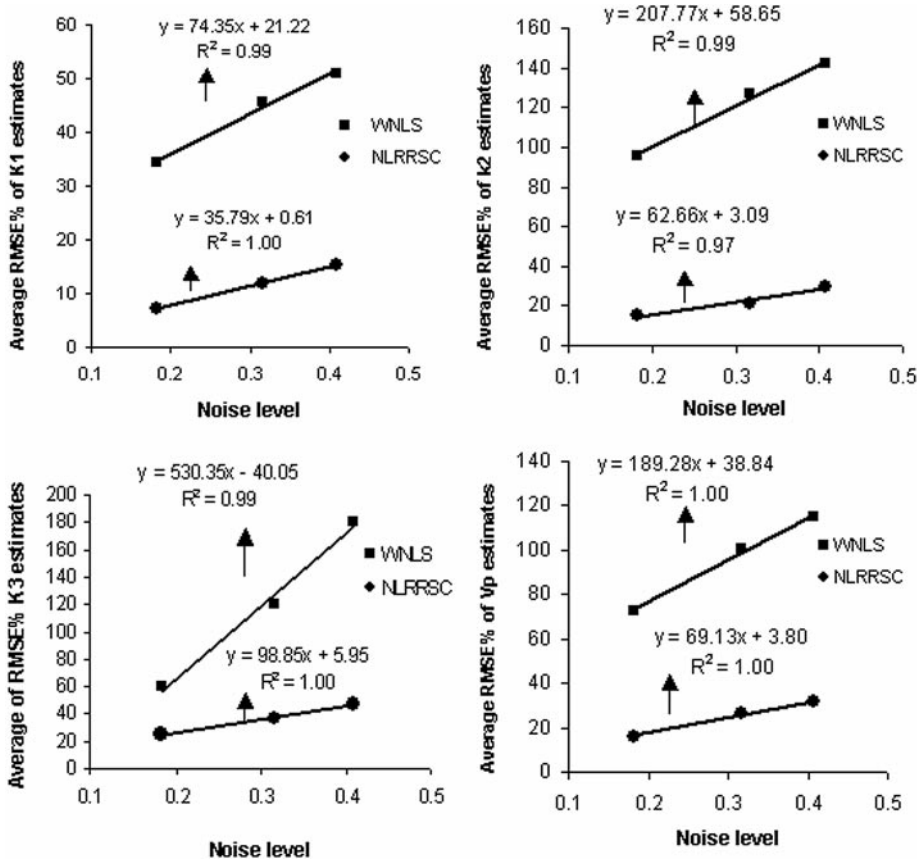 y = 74.35x + 21.22
R² = 0.99
Average RMSE% of K1 estimates
60
50
40
30
20
10
0
WNLS
NLRRSC
y = 35.79x + 0.61
R² = 1.00
0.1 0.2 0.3 0.4 0.5
Noise level
y = 207.77x + 58.65
R² = 0.99
Average RMSE% of k2 estimates
160
140
120
100
80
60
40
20
0
WNLS
NLRRSC
y = 62.66x + 3.09
R² = 0.97
0.1 0.2 0.3 0.4 0.5
Noise level
y = 530.35x - 40.05
R² = 0.99
Average of RMSE% K3 estimates
200
180
160
140
120
100
80
60
40
20
0
WNLS
NLRRSC
y = 98.85x + 5.95
R² = 1.00
0.1 0.2 0.3 0.4 0.5
Noise level
y = 189.28x + 38.84
R² = 1.00
Average RMSE% of Vp estimates
140
120
100
80
60
40
20
0
WNLS
NLRRSC
y = 69.13x + 3.80
R² = 1.00
0.1 0.2 0.3 0.4 0.5
Noise level